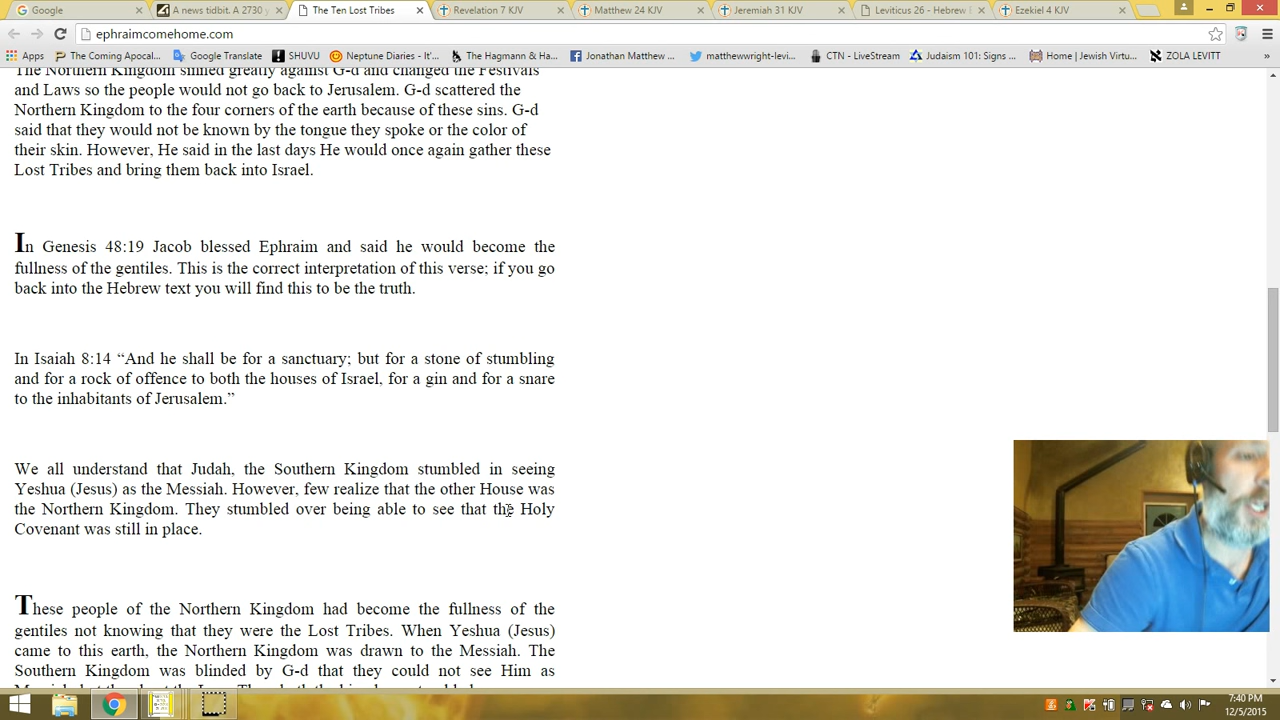 Google
A news tidbit. A 2730 y
The Ten Lost Tribes
Revelation 7 KJV
Matthew 24 KJV
Jeremiah 31 KJV
Leviticus 26 - Hebrew
Ezekiel 4 KJV
ephraimcomehome.com
Apps
The Coming Apocal...
Google Translate
SHUVU
Neptune Diaries - It'...
The Hagmann & Ha...
Jonathan Matthew ...
matthewwright-levi...
CTN - LiveStream
Judaism 101: Signs ...
Home | Jewish Virtu...
ZOLA LEVITT
»
The Northern Kingdom sinned greatly against G-d and changed the Festivals
and Laws so the people would not go back to Jerusalem. G-d scattered the
Northern Kingdom to the four corners of the earth because of these sins. G-d
said that they would not be known by the tongue they spoke or the color of
their skin. However, He said in the last days He would once again gather these
Lost Tribes and bring them back into Israel.
In Genesis 48:19 Jacob blessed Ephraim and said he would become the
fullness of the gentiles. This is the correct interpretation of this verse; if you go
back into the Hebrew text you will find this to be the truth.
In Isaiah 8:14 “And he shall be for a sanctuary; but for a stone of stumbling
and for a rock of offence to both the houses of Israel, for a gin and for a snare
to the inhabitants of Jerusalem.”
We all understand that Judah, the Southern Kingdom stumbled in seeing
Yeshua (Jesus) as the Messiah. However, few realize that the other House was
the Northern Kingdom. They stumbled over being able to see that the Holy
Covenant was still in place.
These people of the Northern Kingdom had become the fullness of the
gentiles not knowing that they were the Lost Tribes. When Yeshua (Jesus)
came to this earth, the Northern Kingdom was drawn to the Messiah. The
Southern Kingdom was blinded by G-d that they could not see Him as
7:40 PM
12/5/2015